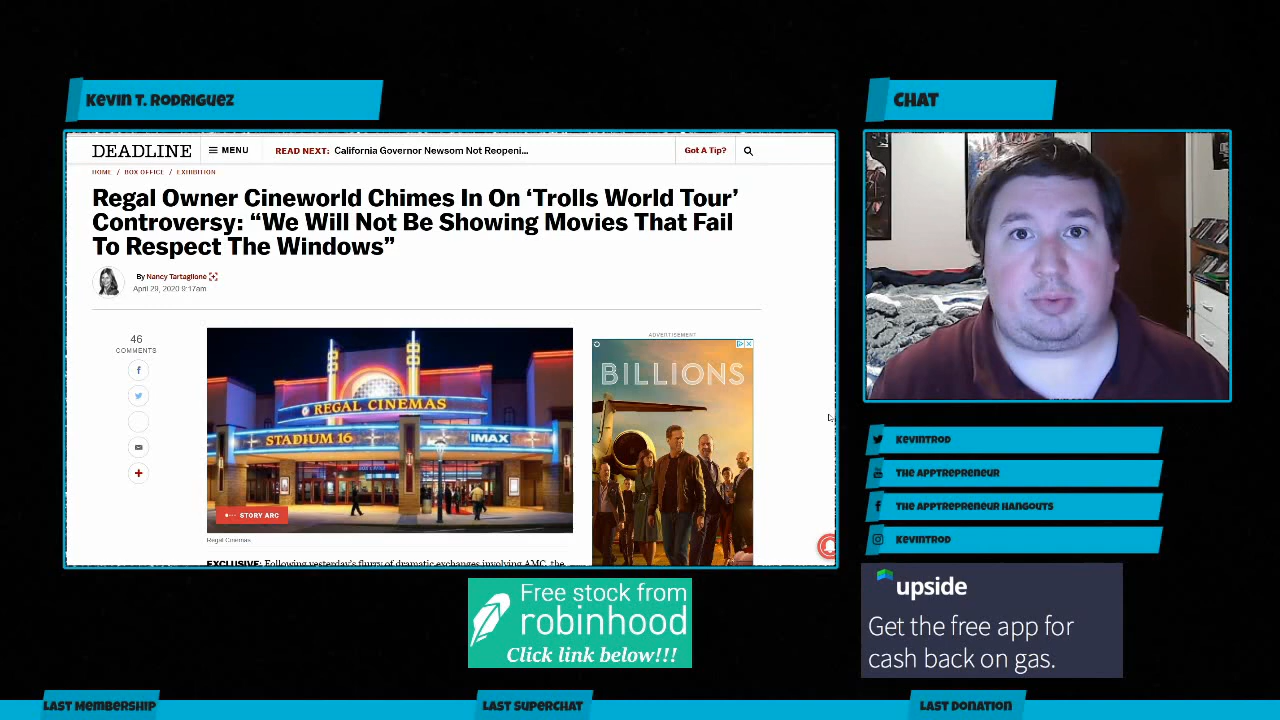 Kevin T. Rodriguez
CHAT
DEADLINE
MENU
READ NEXT: California Governor Newsom Not Reopeni...
Got A Tip?
HOME / BOX OFFICE / EXHIBITION
Regal Owner Cineworld Chimes In On ‘Trolls World Tour’
Controversy: “We Will Not Be Showing Movies That Fail
To Respect The Windows”
By Nancy Tartaglione
April 29, 2020 9:17am
46
COMMENTS
ADVERTISEMENT
BILLIONS
REGAL CINEMAS
STADIUM 16
IMAX
STORY ARC
Regal Cinemas
EXCLUSIVE: Following yesterday's flurry of dramatic exchanges involving AMC, the
KEVINTROD
THE APPTREPRENEUR
THE APPTREPRENEUR HANGOUTS
KEVINTROD
Free stock from
robinhood
Click link below!!!
upside
Get the free app for
cash back on gas.
LAST MEMBERSHIP
LAST SUPERCHAT
LAST DONATION